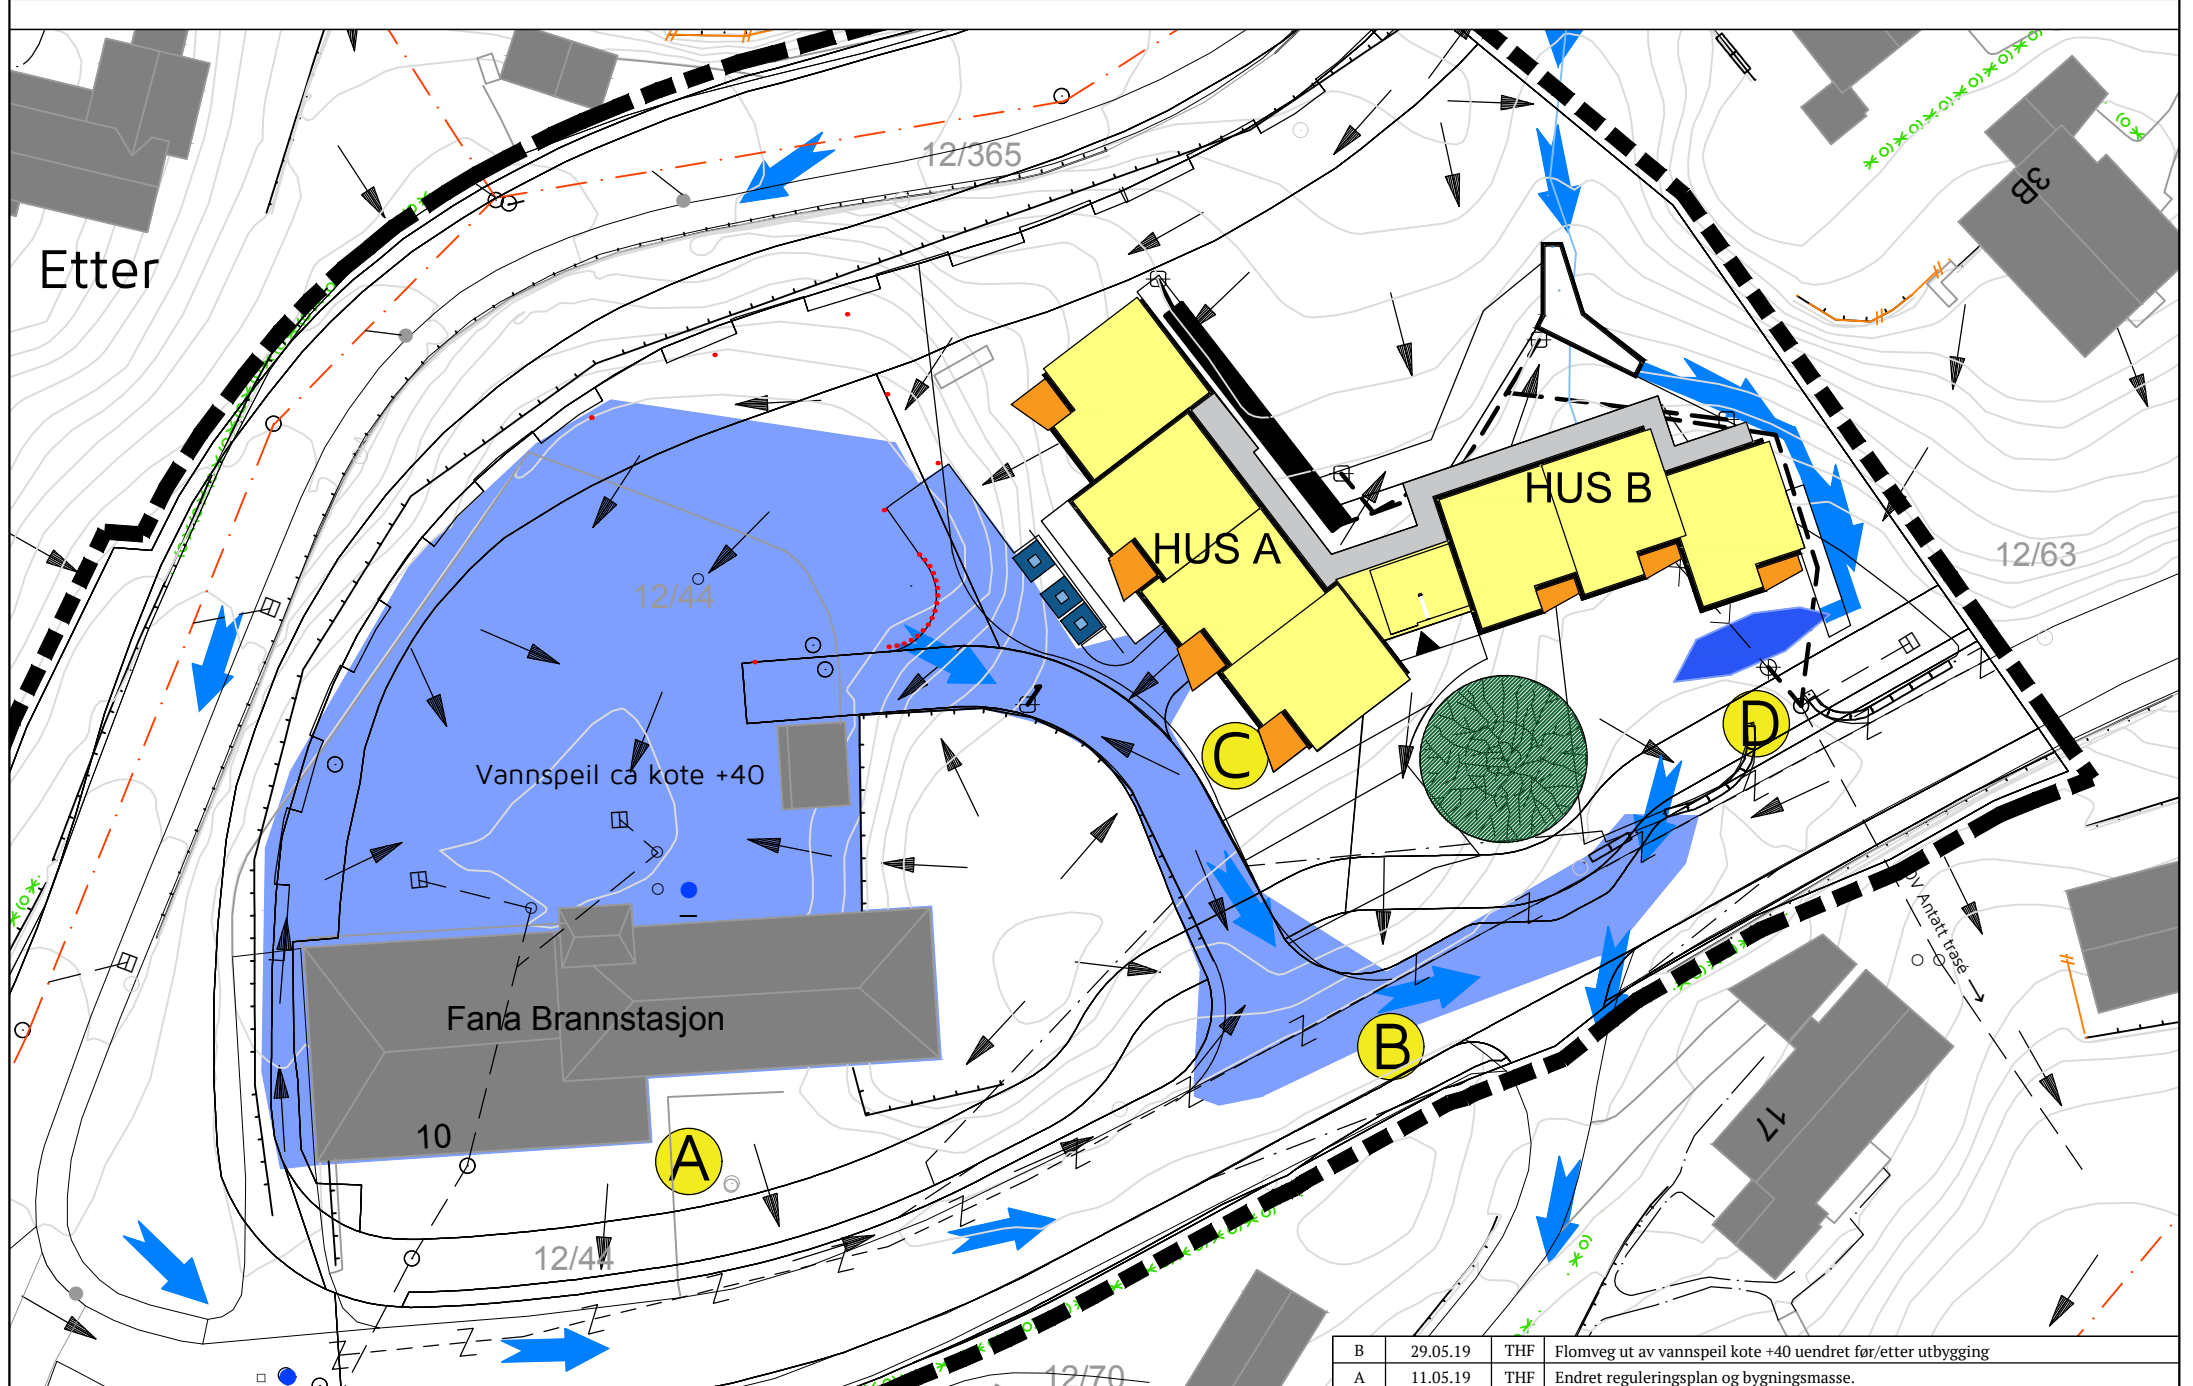 12/365
3B
Etter
HUS B
HUS A
12/63
12/44
C
D
Vannspeil ca kote +40
OV Antatt trasé
Fana Brannstasjon
B
17
10
A
12/44
B 29.05.19 THF Flomveg ut av vannspeil kote +40 uendret før/etter utbygging
12/70
A 11.05.19 THF Endret reguleringsplan og bygningsmasse.